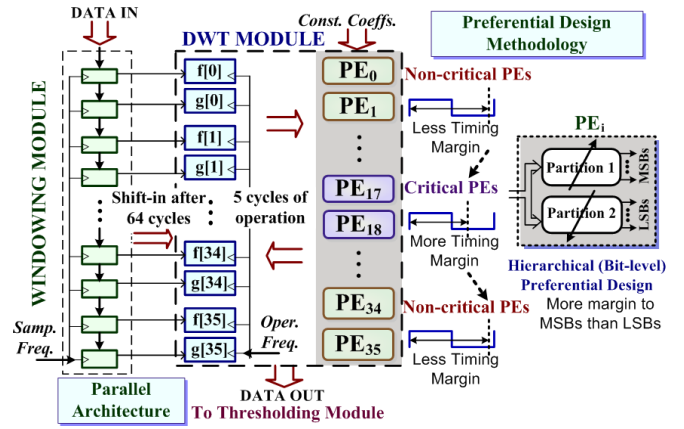 DATA IN
DWT MODULE
Const. Coeffs.
Preferential Design
Methodology
WINDOWING MODULE
f[0]
g[0]
f[1]
g[1]
Shift-in after
64 cycles
5 cycles of
operation
f[34]
g[34]
f[35]
g[35]
Samp.
Freq.
Oper.
Freq.
PE0
PE1
PE17
PE18
PE34
PE35
Non-critical PEs
Less Timing
Margin
Critical PEs
More Timing
Margin
Non-critical PEs
Less Timing
Margin
PEi
Partition 1
MSBs
Partition 2
LSBs
Hierarchical (Bit-level)
Preferential Design
More margin to
MSBs than LSBs
Parallel
Architecture
DATA OUT
To Thresholding Module